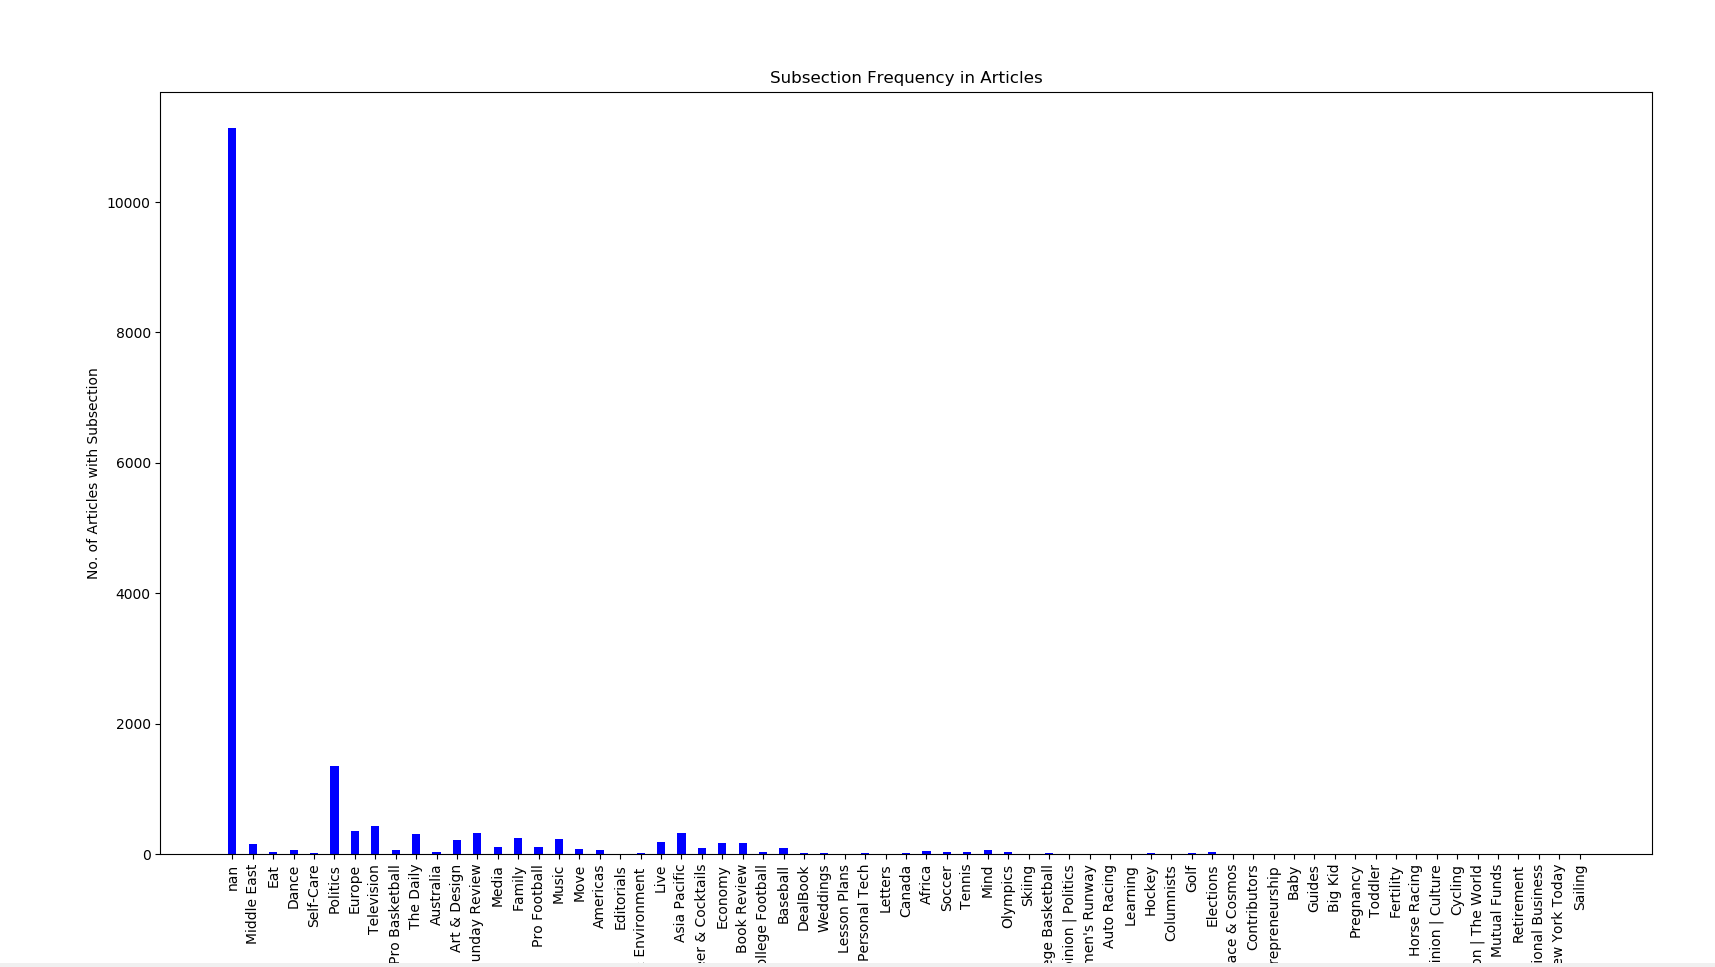 Subsection Frequency in Articles
No. of Articles with Subsection
10000
8000
6000
4000
2000
0
nan
Middle East
Eat
Dance
Self-Care
Politics
Europe
Television
Pro Basketball
The Daily
Australia
Art & Design
unday Review
Media
Family
Pro Football
Music
Move
Americas
Editorials
Environment
Live
Asia Pacific
er & Cocktails
Economy
Book Review
ollege Football
Baseball
DealBook
Weddings
Lesson Plans
Personal Tech
Letters
Canada
Africa
Soccer
Tennis
Mind
Olympics
Skiing
ge Basketball
inion | Politics
men's Runway
Auto Racing
Learning
Hockey
Columnists
Golf
Elections
ace & Cosmos
Contributors
repreneurship
Baby
Guides
Big Kid
Pregnancy
Toddler
Fertility
Horse Racing
inion | Culture
Cycling
on | The World
Mutual Funds
Retirement
ional Business
ew York Today
Sailing